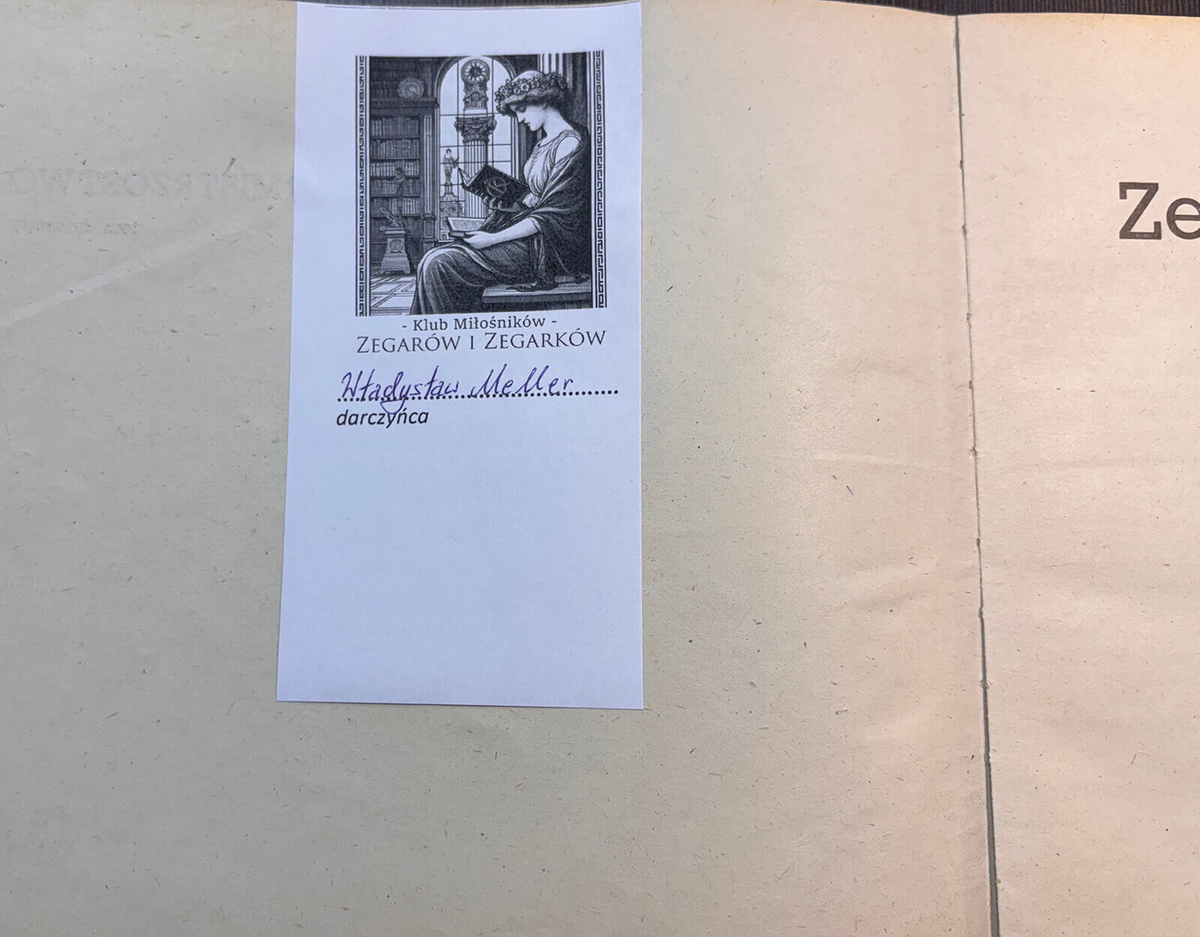 - Klub Miłośników -
ZEGARÓW I ZEGARKÓW
Władysław Meller
darczyńca
Ze